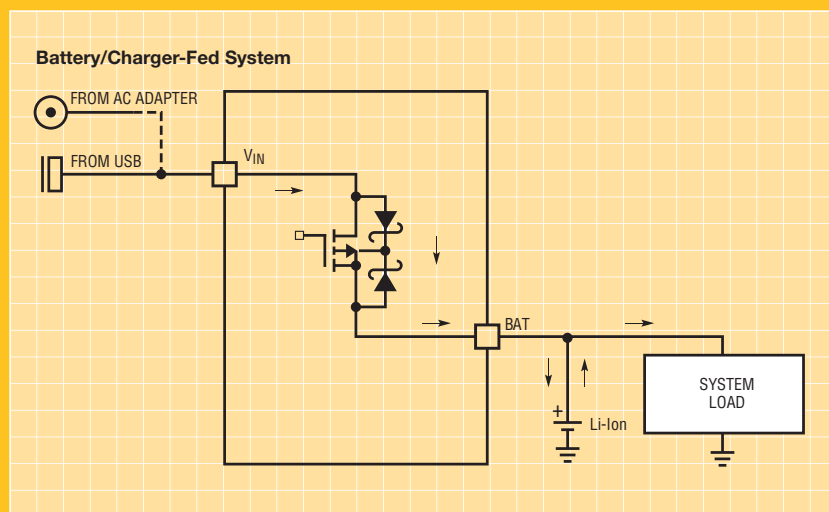 Battery/Charger-Fed System
FROM AC ADAPTER
FROM USB
VIN
BAT
+
Li-Ion
SYSTEM
LOAD